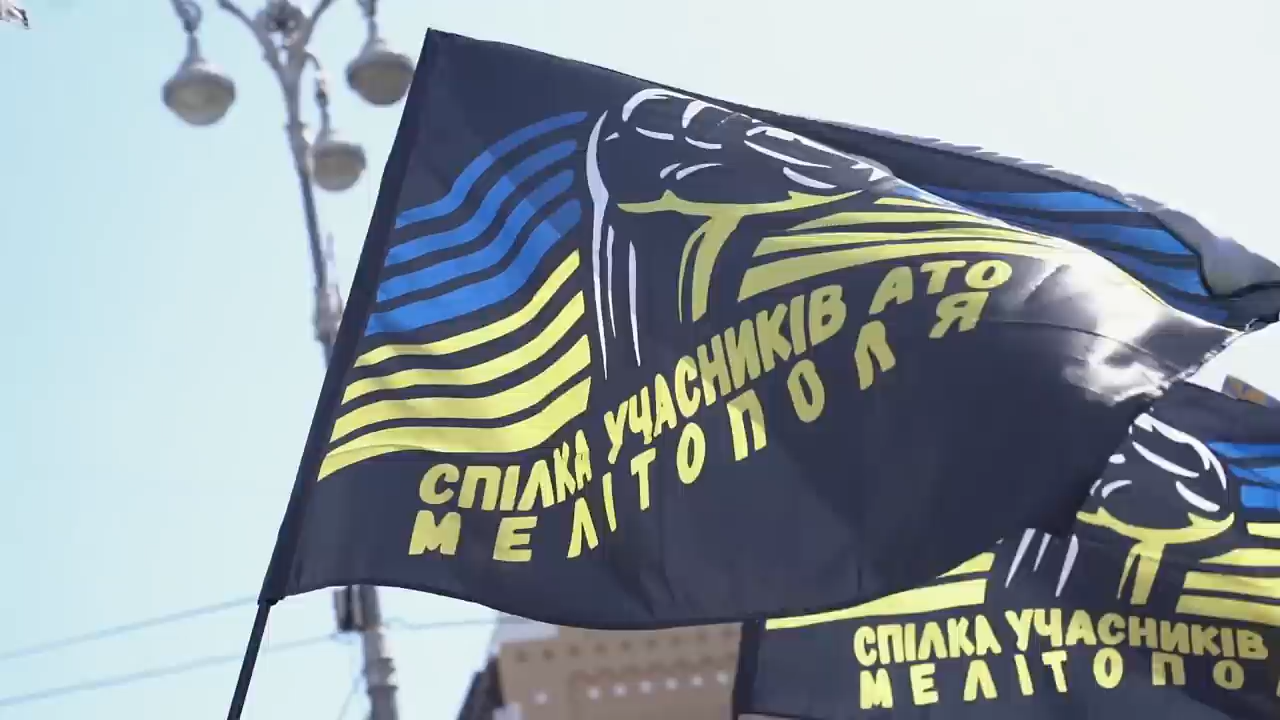 СПІЛКА УЧАСНИКІВ АТО
МЕЛІТОПОЛЯ
СПІЛКА УЧАСНИКІВ
МЕЛІТОПО